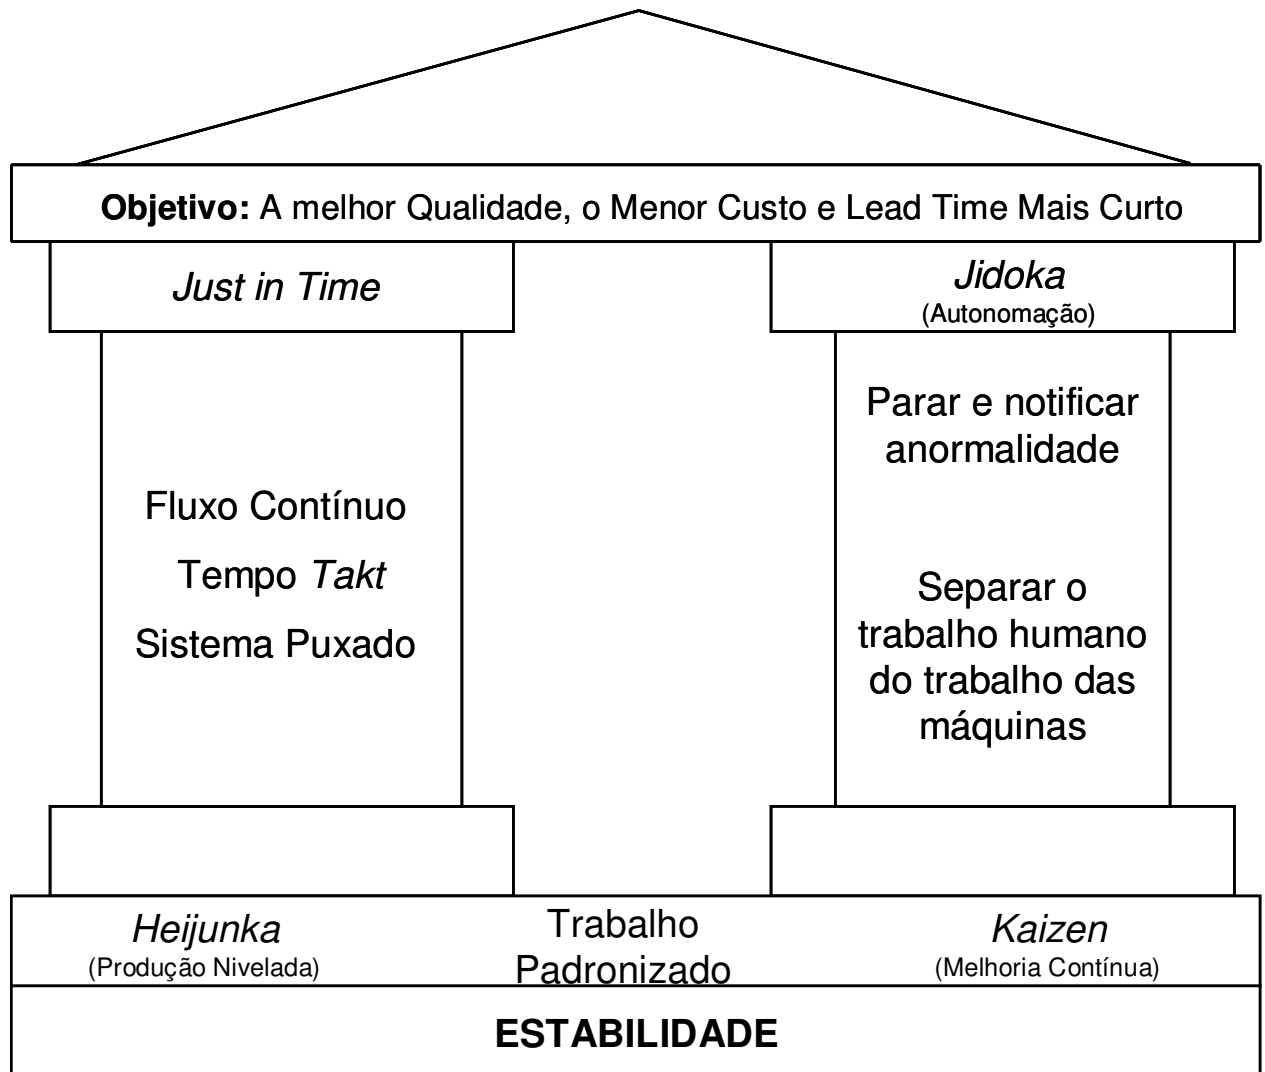 Objetivo: A melhor Qualidade, o Menor Custo e Lead Time Mais Curto
Just in Time
Jidoka
(Autonomação)
Fluxo Contínuo
Tempo Takt
Sistema Puxado
Parar e notificar
anormalidade
Separar o
trabalho humano
do trabalho das
máquinas
Heijunka
(Produção Nivelada)
Trabalho
Padronizado
Kaizen
(Melhoria Contínua)
ESTABILIDADE